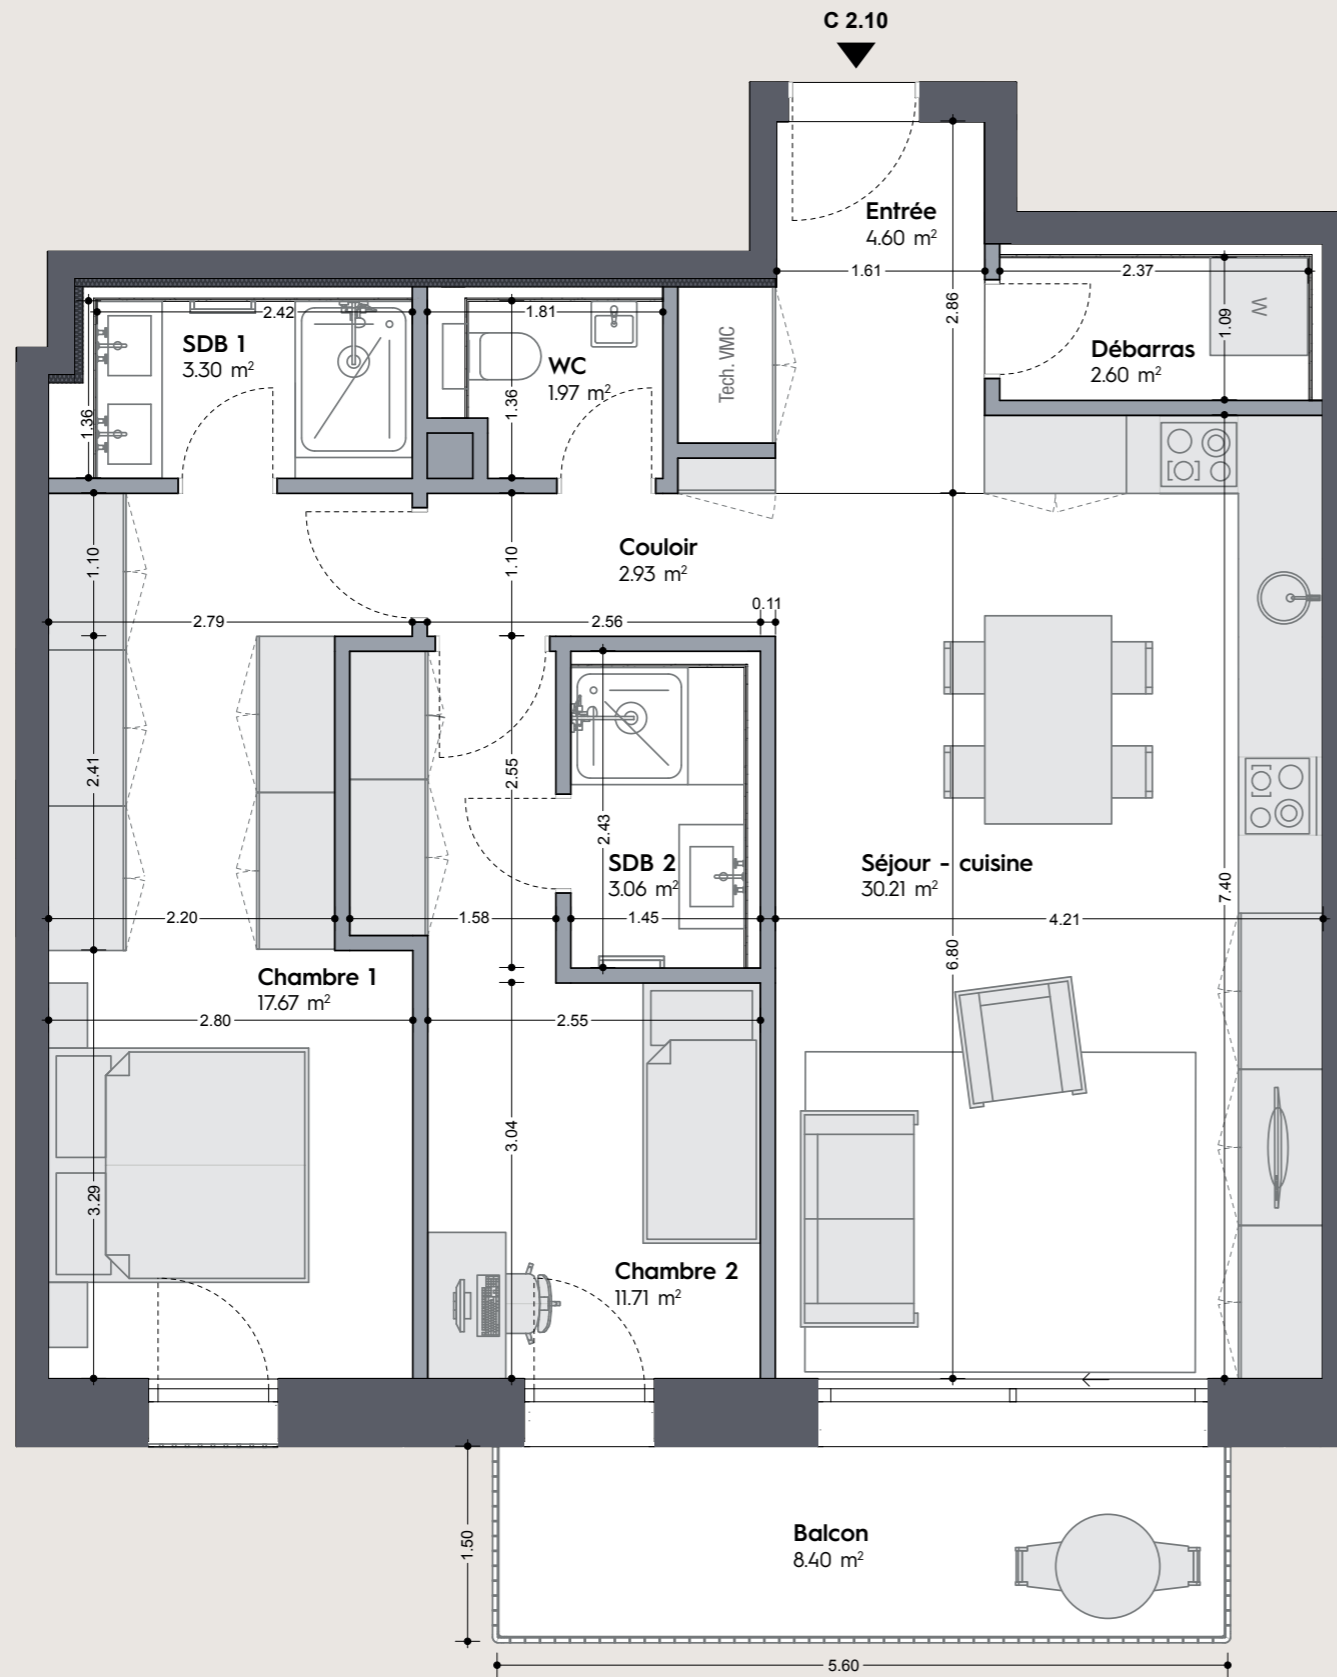 C 2.10
Entrée
4.60 m²
1.61
2.86
2.37
W
1.09
Débarras
2.60 m²
2.42
SDB 1
3.30 m²
1.36
1.81
WC
1.97 m²
1.36
Tech. VMC
1.10
1.10
Couloir
2.93 m²
0.11
2.79
2.56
2.41
2.55
2.43
SDB 2
3.06 m²
Séjour - cuisine
30.21 m²
7.40
2.20
1.58
1.45
4.21
6.80
Chambre 1
17.67 m²
2.80
2.55
3.04
3.29
Chambre 2
11.71 m²
1.50
Balcon
8.40 m²
5.60